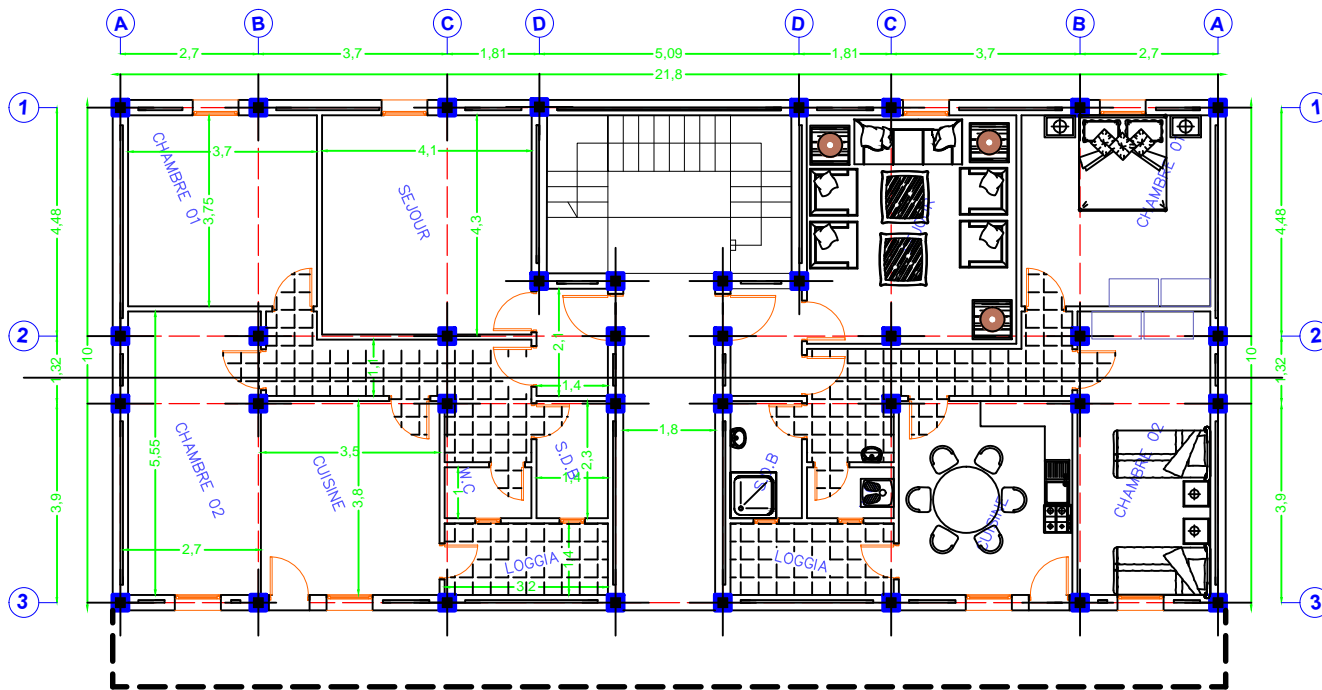 A B C D D C B A
2,7 3,7 1,81 5,09 1,81 3,7 2,7
21,8
1 1
CHAMBRE 01
3,7
3,75
SEJOUR
4,1
4,3
CHAMBRE 01
4,48 4,48
2 2
1,32 1,32
10 10
1,1
2,1
1,4
1,8
CHAMBRE 02
5,55
2,7
CUISINE
3,5
3,8
W.C
1
S.D.B
2,3
1,4
S.D.B
CUISINE
CHAMBRE 02
3,9 3,9
LOGGIA
1,4
3,2
LOGGIA
3 3